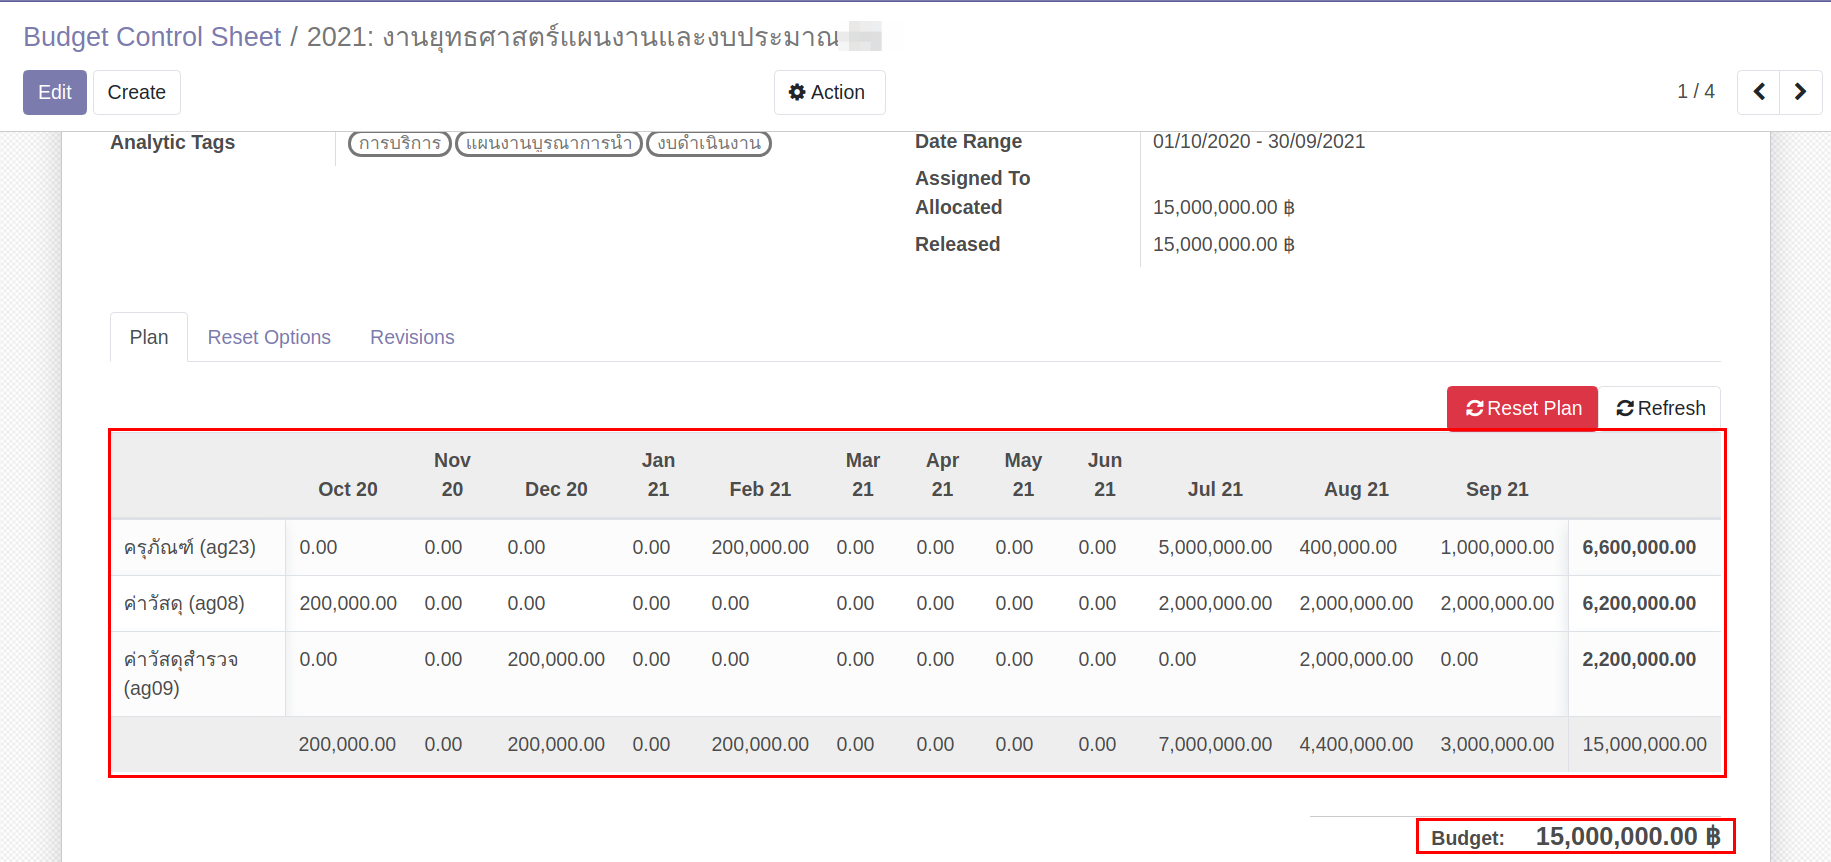 Budget Control Sheet / 2021: งานยุทธศาสตร์แผนงานและงบประมาณ
Edit Create Action 1 / 4
Analytic Tags การบริการ แผนงานบูรณาการนำ งบดำเนินงาน
Date Range 01/10/2020 - 30/09/2021
Assigned To
Allocated 15,000,000.00 ฿
Released 15,000,000.00 ฿
Plan Reset Options Revisions
Reset Plan Refresh
Oct 20 Nov 20 Dec 20 Jan 21 Feb 21 Mar 21 Apr 21 May 21 Jun 21 Jul 21 Aug 21 Sep 21
ครุภัณฑ์ (ag23) 0.00 0.00 0.00 0.00 200,000.00 0.00 0.00 0.00 0.00 5,000,000.00 400,000.00 1,000,000.00 6,600,000.00
ค่าวัสดุ (ag08) 200,000.00 0.00 0.00 0.00 0.00 0.00 0.00 0.00 0.00 2,000,000.00 2,000,000.00 2,000,000.00 6,200,000.00
ค่าวัสดุสำรวจ (ag09) 0.00 0.00 200,000.00 0.00 0.00 0.00 0.00 0.00 0.00 0.00 2,000,000.00 0.00 2,200,000.00
200,000.00 0.00 200,000.00 0.00 200,000.00 0.00 0.00 0.00 0.00 7,000,000.00 4,400,000.00 3,000,000.00 15,000,000.00
Budget: 15,000,000.00 ฿